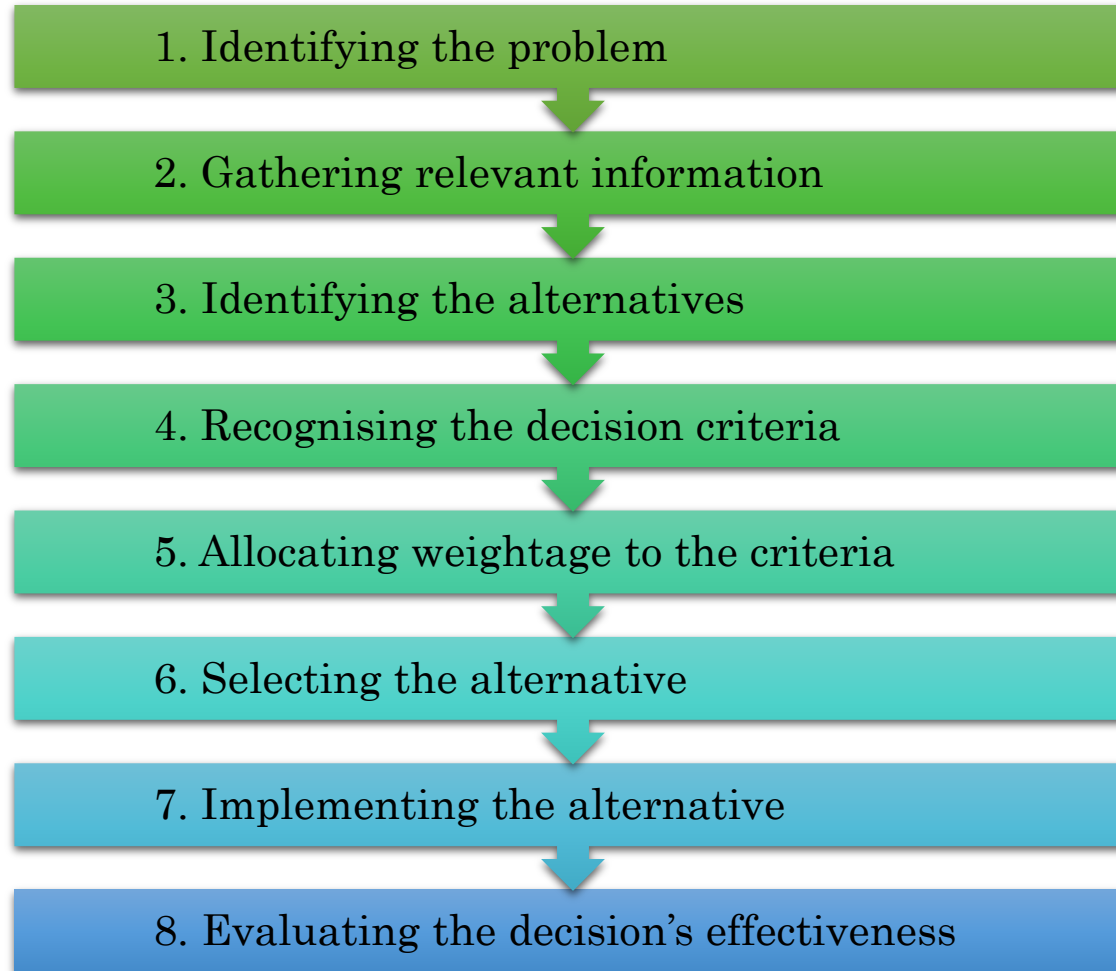 1. Identifying the problem
2. Gathering relevant information
3. Identifying the alternatives
4. Recognising the decision criteria
5. Allocating weightage to the criteria
6. Selecting the alternative
7. Implementing the alternative
8. Evaluating the decision’s effectiveness